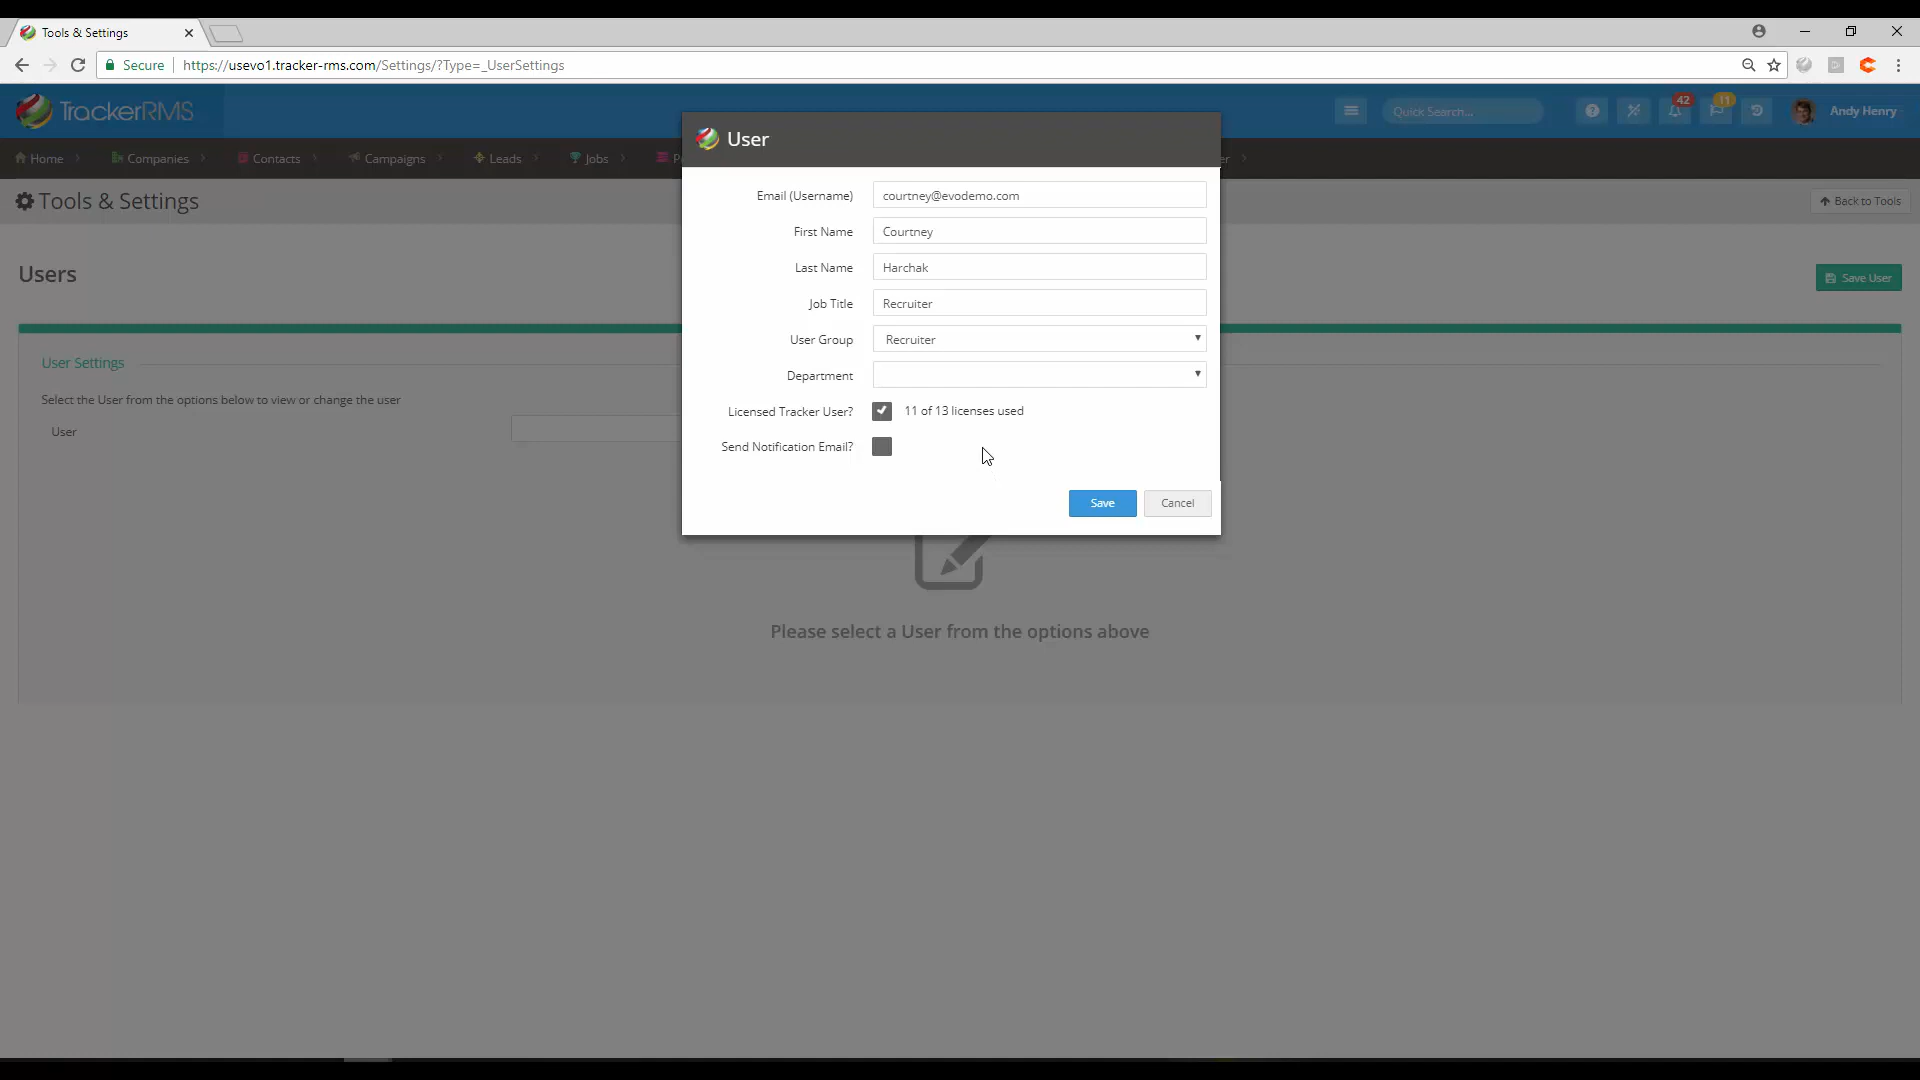 Tools & Settings
Secure https://usevo1.tracker-rms.com/Settings/?Type=_UserSettings
TrackerRMS
Quick Search...
42
11
Andy Henry
Home
Companies
Contacts
Campaigns
Leads
Jobs
Tools & Settings
Back to Tools
Users
Save User
User Settings
Select the User from the options below to view or change the user
User
User
Email (Username) courtney@evodemo.com
First Name Courtney
Last Name Harchak
Job Title Recruiter
User Group Recruiter
Department
Licensed Tracker User? 11 of 13 licenses used
Send Notification Email?
Save Cancel
Please select a User from the options above